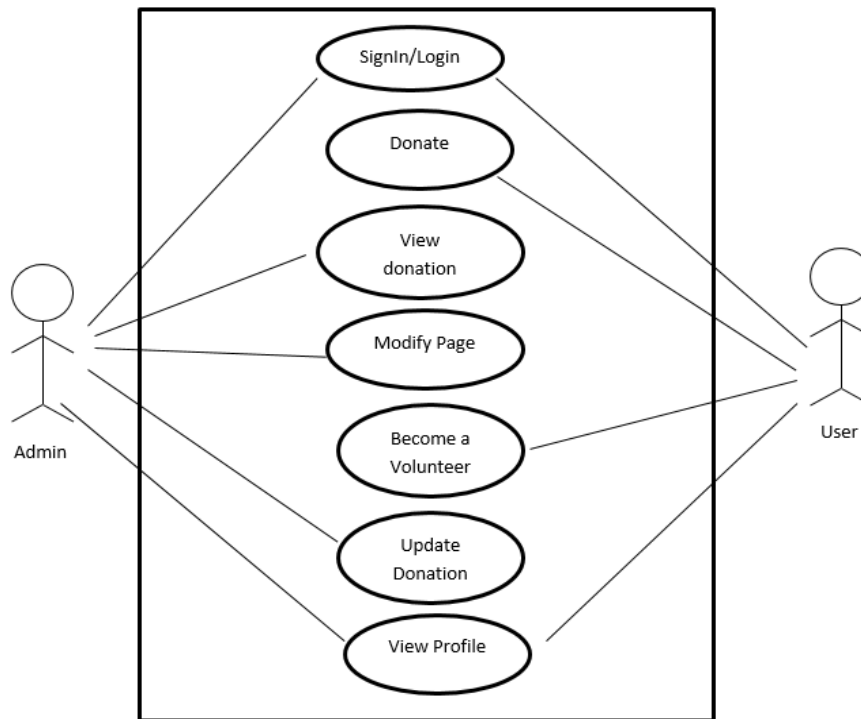 SignIn/Login
Donate
View
donation
Modify Page
Admin
User
Become a
Volunteer
Update
Donation
View Profile